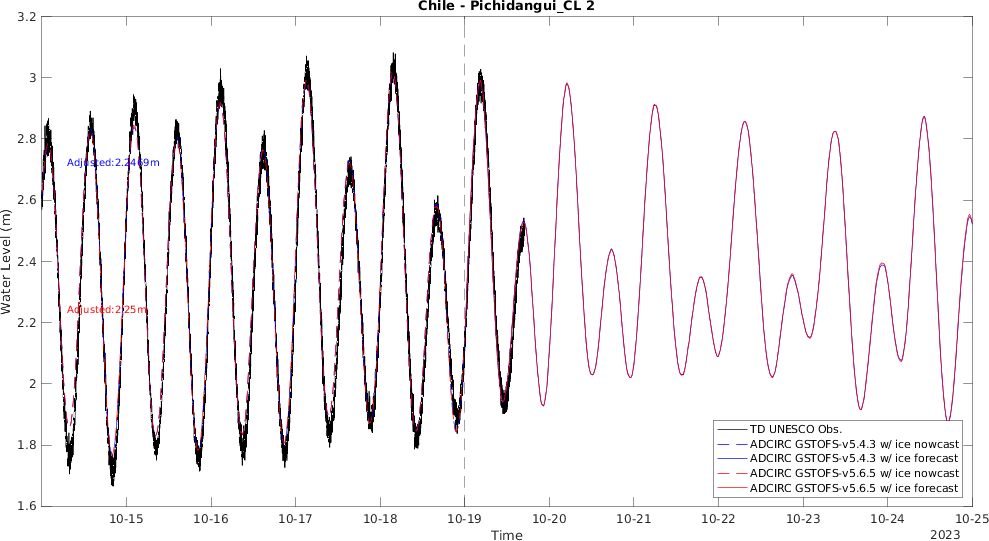 Chile - Pichidangui_CL 2
3.2
3
2.8
2.6
2.4
2.2
2
1.8
1.6
Water Level (m)
Adjusted:2.2469m
Adjusted:2.25m
TD UNESCO Obs.
ADCIRC GSTOFS-v5.4.3 w/ ice nowcast
ADCIRC GSTOFS-v5.4.3 w/ ice forecast
ADCIRC GSTOFS-v5.6.5 w/ ice nowcast
ADCIRC GSTOFS-v5.6.5 w/ ice forecast
10-15 10-16 10-17 10-18 10-19 10-20 10-21 10-22 10-23 10-24 10-25
Time
2023